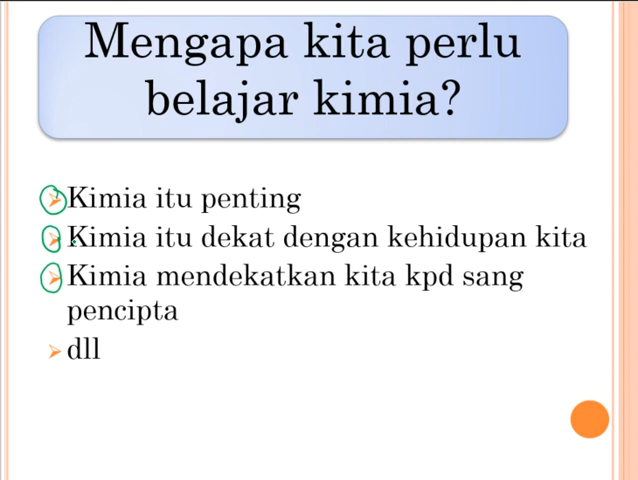 Mengapa kita perlu
belajar kimia?
Kimia itu penting
Kimia itu dekat dengan kehidupan kita
Kimia mendekatkan kita kpd sang
pencipta
dll